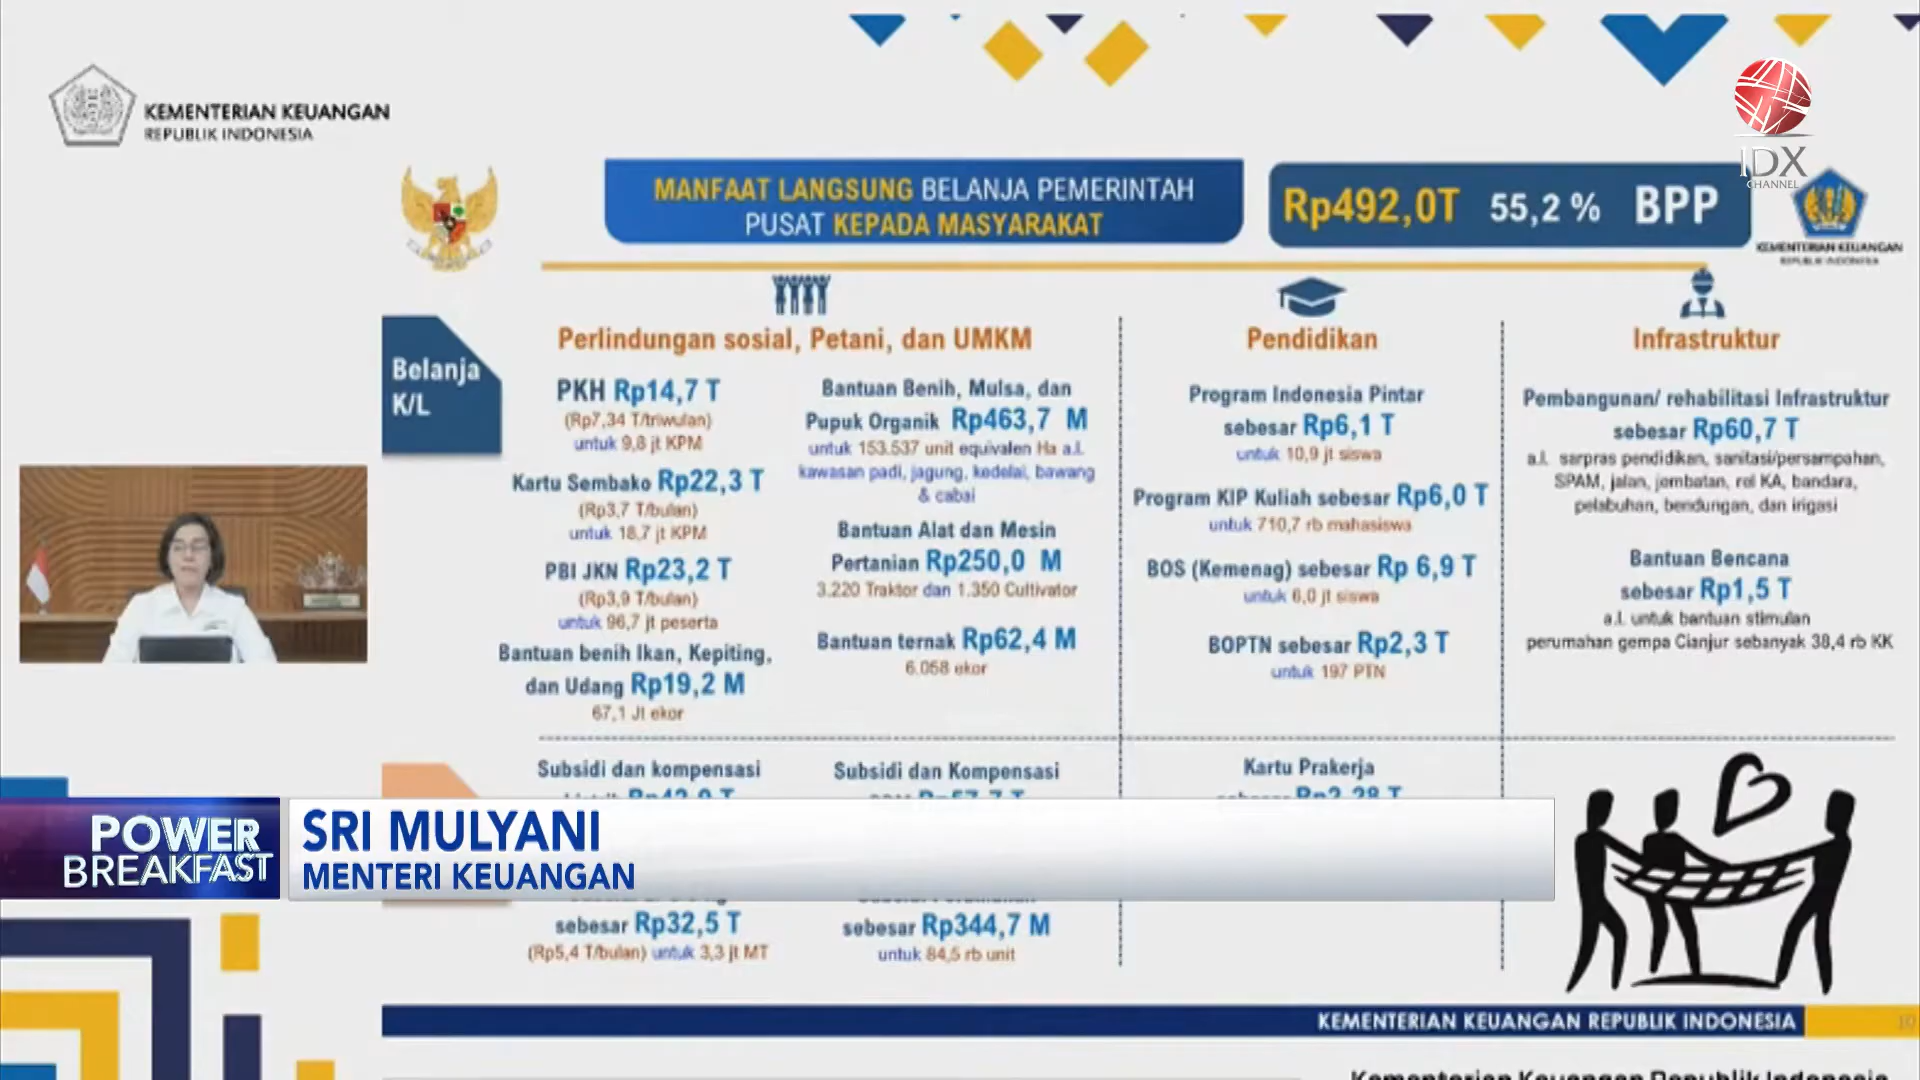 KEMENTERIAN KEUANGAN
REPUBLIK INDONESIA
IDX
CHANNEL
MANFAAT LANGSUNG BELANJA PEMERINTAH
PUSAT KEPADA MASYARAKAT
Rp492,0T 55,2 % BPP
KEMENTERIAN KEUANGAN
REPUBLIK INDONESIA
Belanja
K/L
Perlindungan sosial, Petani, dan UMKM
PKH Rp14,7 T
(Rp7,34 T/triwulan)
untuk 9,8 jt KPM
Kartu Sembako Rp22,3 T
(Rp3,7 T/bulan)
untuk 18,7 jt KPM
PBI JKN Rp23,2 T
(Rp3,9 T/bulan)
untuk 96,7 jt peserta
Bantuan benih Ikan, Kepiting,
dan Udang Rp19,2 M
67,1 Jt ekor
Bantuan Benih, Mulsa, dan
Pupuk Organik Rp463,7 M
untuk 153.537 unit equivalen Ha a.l.
kawasan padi, jagung, kedelai, bawang
& cabai
Bantuan Alat dan Mesin
Pertanian Rp250,0 M
3.220 Traktor dan 1.350 Cultivator
Bantuan ternak Rp62,4 M
6.058 ekor
Pendidikan
Program Indonesia Pintar
sebesar Rp6,1 T
untuk 10,9 jt siswa
Program KIP Kuliah sebesar Rp6,0 T
untuk 710,7 rb mahasiswa
BOS (Kemenag) sebesar Rp 6,9 T
untuk 6,0 jt siswa
BOPTN sebesar Rp2,3 T
untuk 197 PTN
Infrastruktur
Pembangunan/ rehabilitasi Infrastruktur
sebesar Rp60,7 T
a.l. sarpras pendidikan, sanitasi/persampahan,
SPAM, jalan, jembatan, rel KA, bandara,
pelabuhan, bendungan, dan irigasi
Bantuan Bencana
sebesar Rp1,5 T
a.l. untuk bantuan stimulan
perumahan gempa Cianjur sebanyak 38,4 rb KK
Subsidi dan kompensasi
Subsidi dan Kompensasi
Kartu Prakerja
POWER
BREAKFAST
SRI MULYANI
MENTERI KEUANGAN
sebesar Rp32,5 T
(Rp5,4 T/bulan) untuk 3,3 jt MT
sebesar Rp344,7 M
untuk 84,5 rb unit
KEMENTERIAN KEUANGAN REPUBLIK INDONESIA
10
Kementerian Keuangan Republik Indonesia